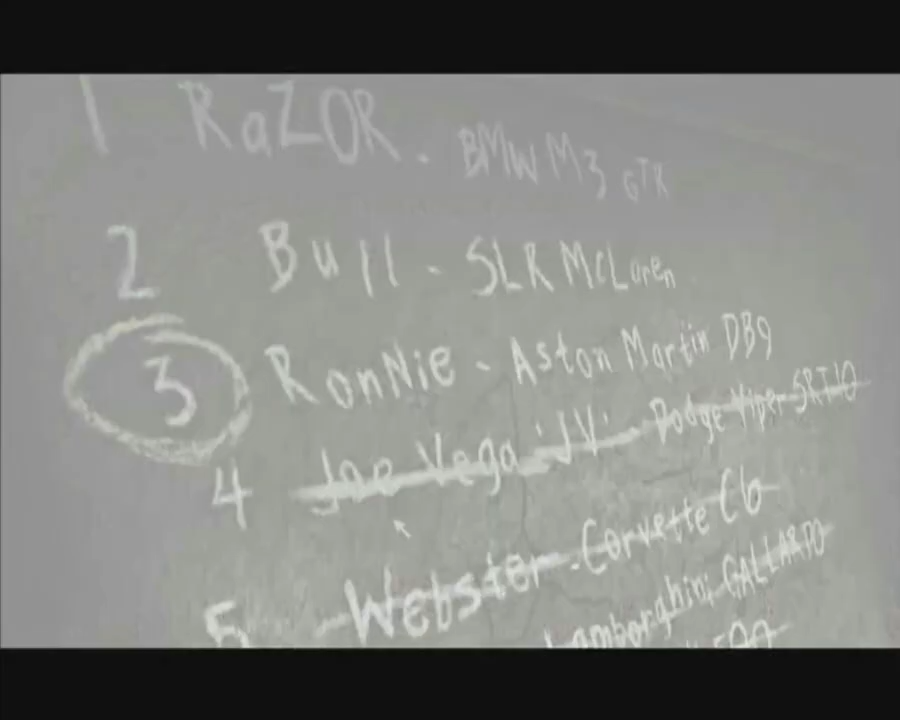 1 RaZOR. BMW M3 GTR
2 Bull - SLR McLaren
3 RonNie - Aston Martin DB9
4 Joe Vega 'JV' Dodge Viper SRT10
5 Webster - Corvette C6
Lamborghini GALLARDO